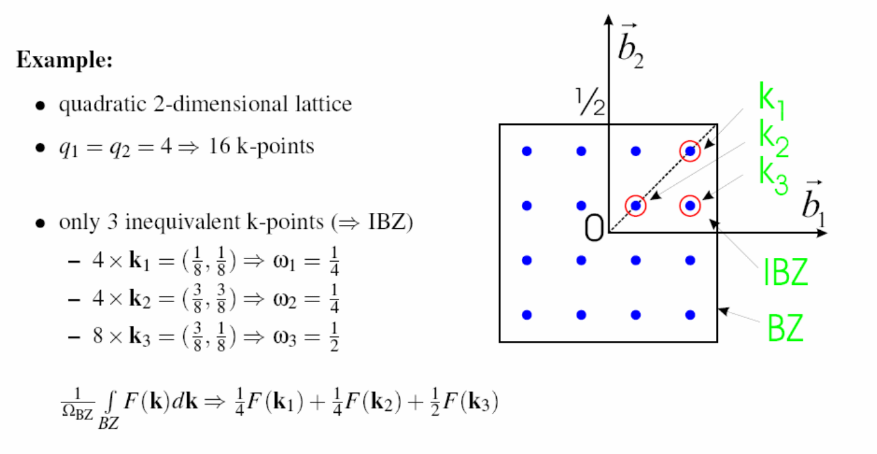 Example:
• quadratic 2-dimensional lattice
• q₁ = q₂ = 4 ⇒ 16 k-points
• only 3 inequivalent k-points (⇒ IBZ)
– 4 × k₁ = (1/8, 1/8) ⇒ ω₁ = 1/4
– 4 × k₂ = (3/8, 3/8) ⇒ ω₂ = 1/4
– 8 × k₃ = (3/8, 1/8) ⇒ ω₃ = 1/2
1/Ω_BZ ∫_BZ F(k)dk ⇒ 1/4 F(k₁) + 1/4 F(k₂) + 1/2 F(k₃)
b⃗₂
1/2
k₁
k₂
k₃
b⃗₁
0
IBZ
BZ